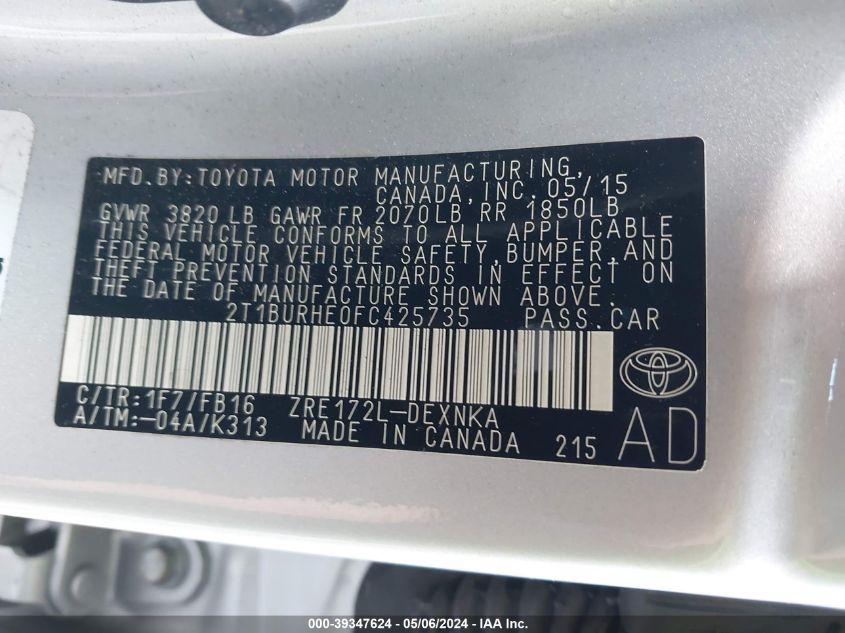 MFD.BY:TOYOTA MOTOR MANUFACTURING,
CANADA,INC. 05/15
GVWR 3820 LB GAWR FR 2070LB RR 1850LB
THIS VEHICLE CONFORMS TO ALL APPLICABLE
FEDERAL MOTOR VEHICLE SAFETY,BUMPER,AND
THEFT PREVENTION STANDARDS IN EFFECT ON
THE DATE OF MANUFACTURE SHOWN ABOVE.
2T1BURHE0FC425735 PASS.CAR
C/TR:1F7/FB16 ZRE172L-DEXNKA
A/TM:-04A/K313 MADE IN CANADA 215 AD
000-39347624 - 05/06/2024 - IAA Inc.